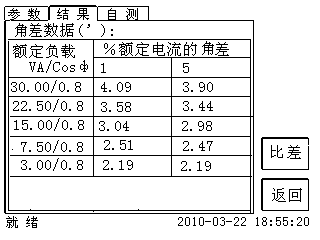 参数 结果 自测
角差数据('):
额定负载 %额定电流的角差
VA/Cosф 1 5
30.00/0.8 4.09 3.90
22.50/0.8 3.58 3.44
15.00/0.8 3.04 2.98
7.50/0.8 2.51 2.47
3.00/0.8 2.19 2.19
比差
返回
就绪 2010-03-22 18:55:20